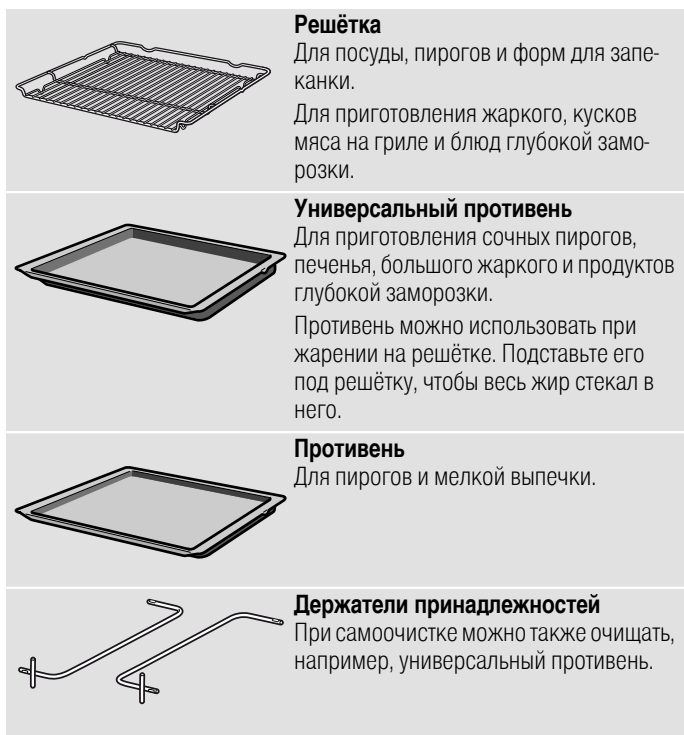 Решётка
Для посуды, пирогов и форм для запе-
канки.
Для приготовления жаркого, кусков
мяса на гриле и блюд глубокой замо-
розки.
Универсальный противень
Для приготовления сочных пирогов,
печенья, большого жаркого и продуктов
глубокой заморозки.
Противень можно использовать при
жарении на решётке. Подставьте его
под решётку, чтобы весь жир стекал в
него.
Противень
Для пирогов и мелкой выпечки.
Держатели принадлежностей
При самоочистке можно также очищать,
например, универсальный противень.